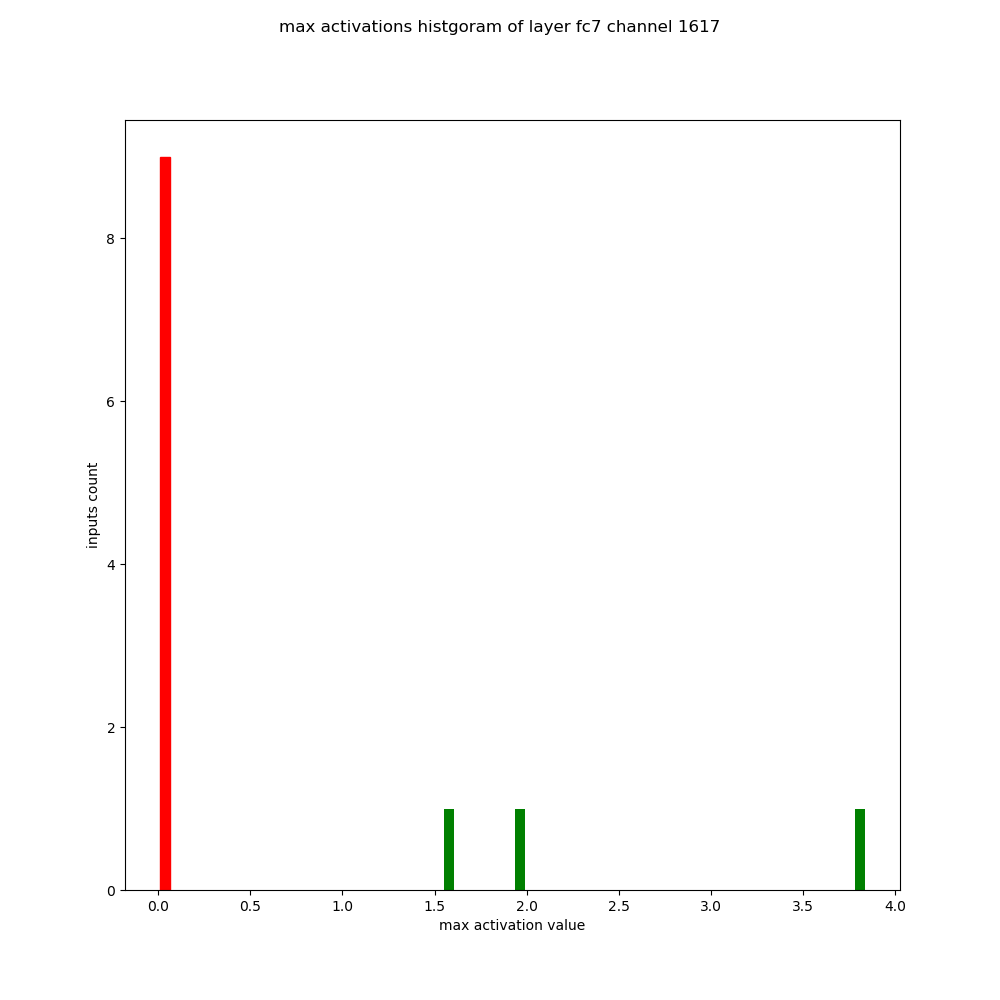 max activations histgoram of layer fc7 channel 1617
8
6
4
2
0
inputs count
0.0 0.5 1.0 1.5 2.0 2.5 3.0 3.5 4.0
max activation value